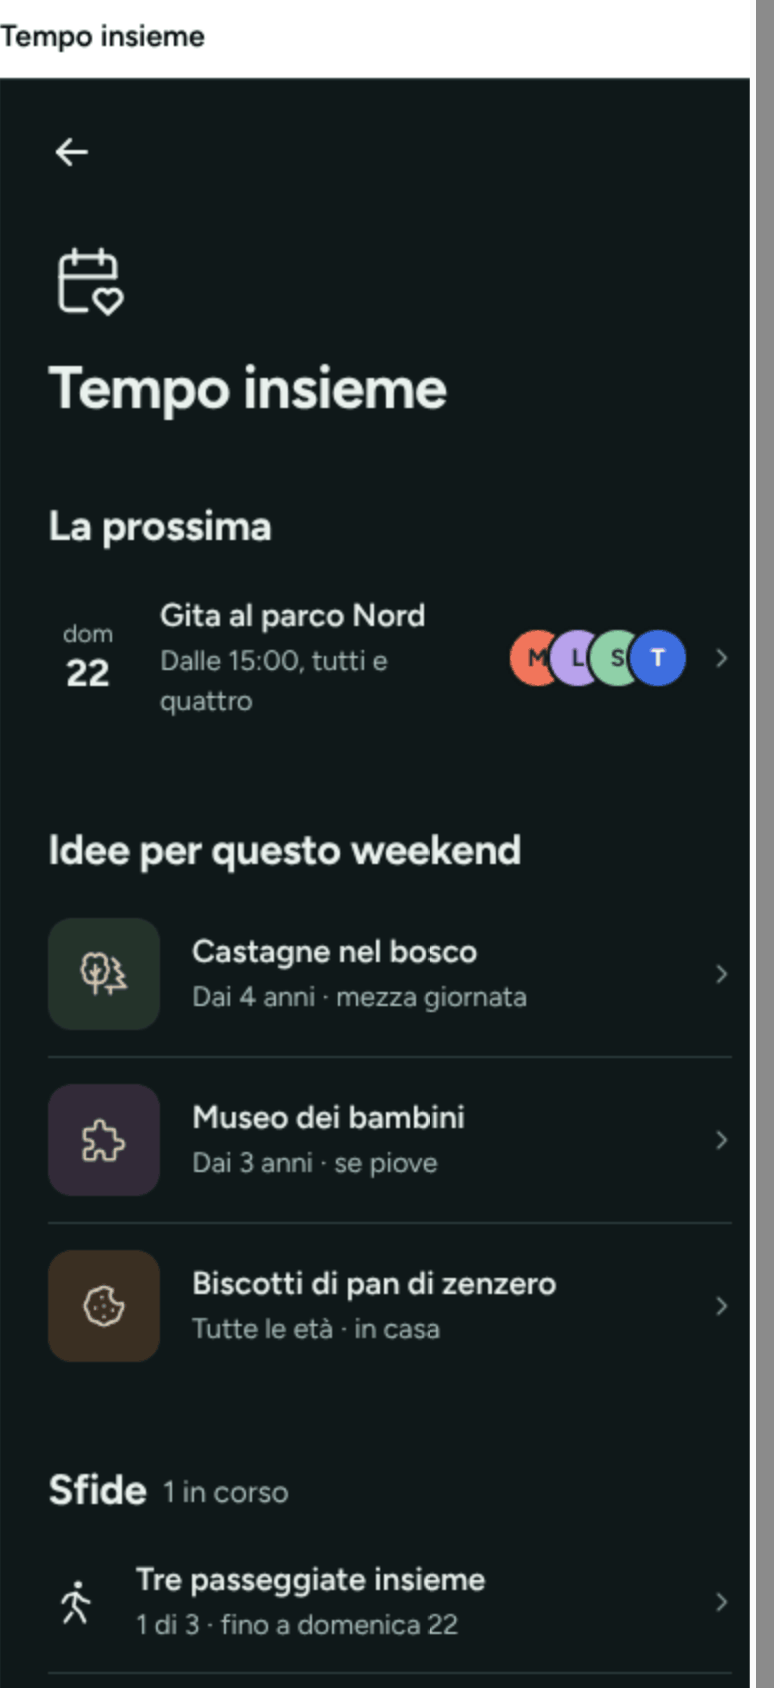 Tempo insieme
Tempo insieme
La prossima
dom
22
Gita al parco Nord
Dalle 15:00, tutti e
quattro
M L S T
Idee per questo weekend
Castagne nel bosco
Dai 4 anni · mezza giornata
Museo dei bambini
Dai 3 anni · se piove
Biscotti di pan di zenzero
Tutte le età · in casa
Sfide 1 in corso
Tre passeggiate insieme
1 di 3 · fino a domenica 22